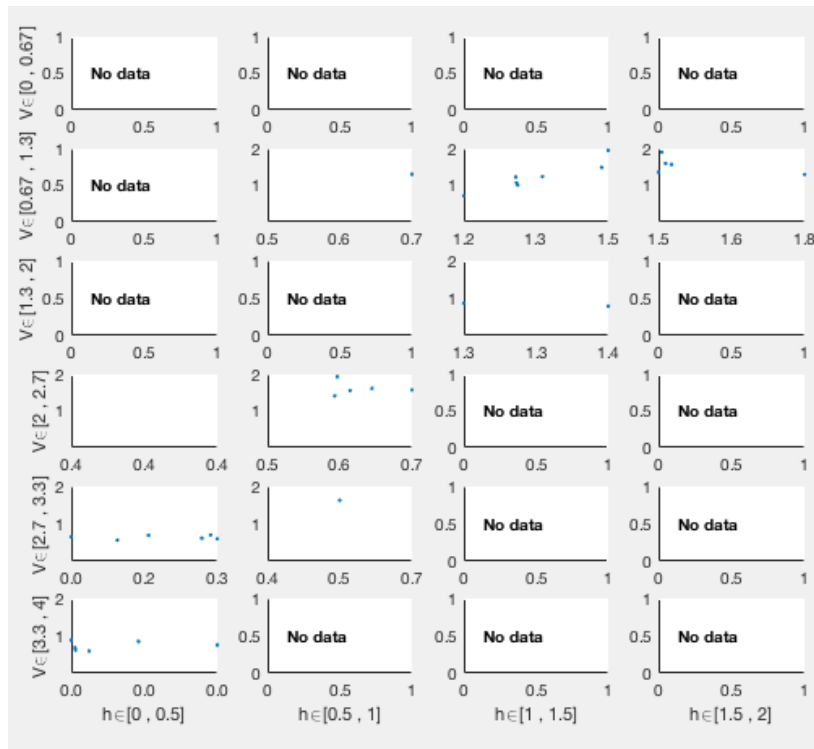 V∈[0 , 0.67]
1 1 1 1
0.5 No data 0.5 No data 0.5 No data 0.5 No data
0 0 0 0
0 0.5 1 0 0.5 1 0 0.5 1 0 0.5 1
V∈[0.67 , 1.3]
1 2 2 2
0.5 No data 1 1 1
0
0 0.5 1 0.5 0.6 0.7 1.2 1.3 1.5 1.5 1.6 1.8
V∈[1.3 , 2]
1 1 2 1
0.5 No data 0.5 No data 1 0.5 No data
0 0 0
0 0.5 1 0 0.5 1 1.3 1.3 1.4 0 0.5 1
V∈[2 , 2.7]
2 2 1 1
1 1 0.5 No data 0.5 No data
0 0
0.4 0.4 0.4 0.5 0.6 0.7 0 0.5 1 0 0.5 1
V∈[2.7 , 3.3]
2 2 1 1
1 1 0.5 No data 0.5 No data
0 0
0.0 0.2 0.3 0.4 0.5 0.7 0 0.5 1 0 0.5 1
V∈[3.3 , 4]
2 1 1 1
1 0.5 No data 0.5 No data 0.5 No data
0 0 0
0.0 0.0 0.0 0 0.5 1 0 0.5 1 0 0.5 1
h∈[0 , 0.5] h∈[0.5 , 1] h∈[1 , 1.5] h∈[1.5 , 2]